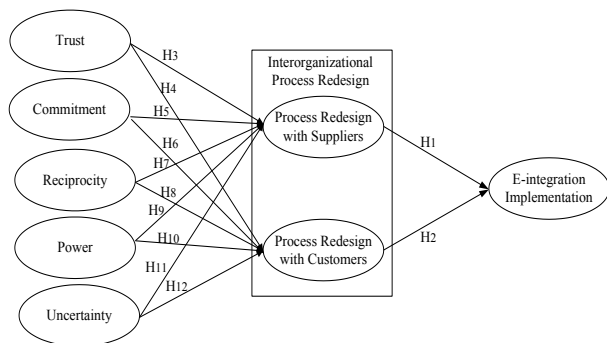 Trust
Commitment
Reciprocity
Power
Uncertainty
H3
H4
H5
H6
H7
H8
H9
H10
H11
H12
Interorganizational
Process Redesign
Process Redesign
with Suppliers
Process Redesign
with Customers
H1
H2
E-integration
Implementation